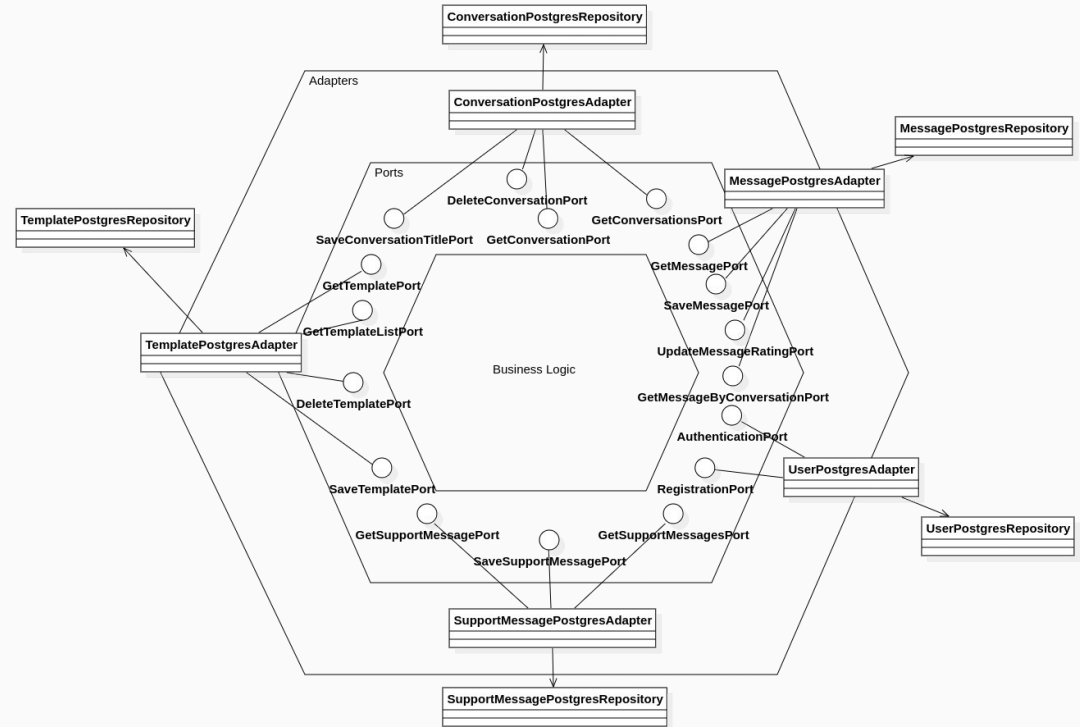 ConversationPostgresRepository
Adapters
ConversationPostgresAdapter
MessagePostgresRepository
Ports
MessagePostgresAdapter
DeleteConversationPort
TemplatePostgresRepository
GetConversationsPort
SaveConversationTitlePort
GetConversationPort
GetMessagePort
GetTemplatePort
SaveMessagePort
GetTemplateListPort
TemplatePostgresAdapter
UpdateMessageRatingPort
Business Logic
GetMessageByConversationPort
DeleteTemplatePort
AuthenticationPort
UserPostgresAdapter
SaveTemplatePort
RegistrationPort
UserPostgresRepository
GetSupportMessagePort
GetSupportMessagesPort
SaveSupportMessagePort
SupportMessagePostgresAdapter
SupportMessagePostgresRepository